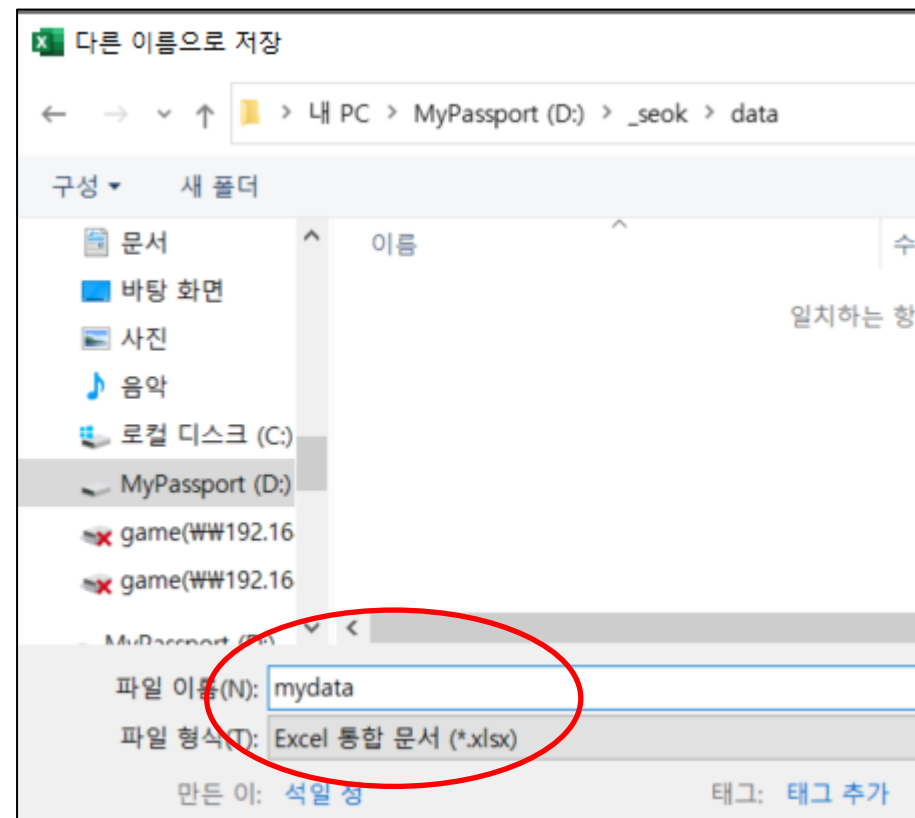 다른 이름으로 저장
내 PC > MyPassport (D:) > _seok > data
구성 새 폴더
이름 수
문서
바탕 화면
일치하는 항
사진
음악
로컬 디스크 (C:)
MyPassport (D:)
game(₩₩192.16
game(₩₩192.16
MyPassport (D:)
파일 이름(N): mydata
파일 형식(T): Excel 통합 문서 (*.xlsx)
만든 이: 석일 정 태그: 태그 추가